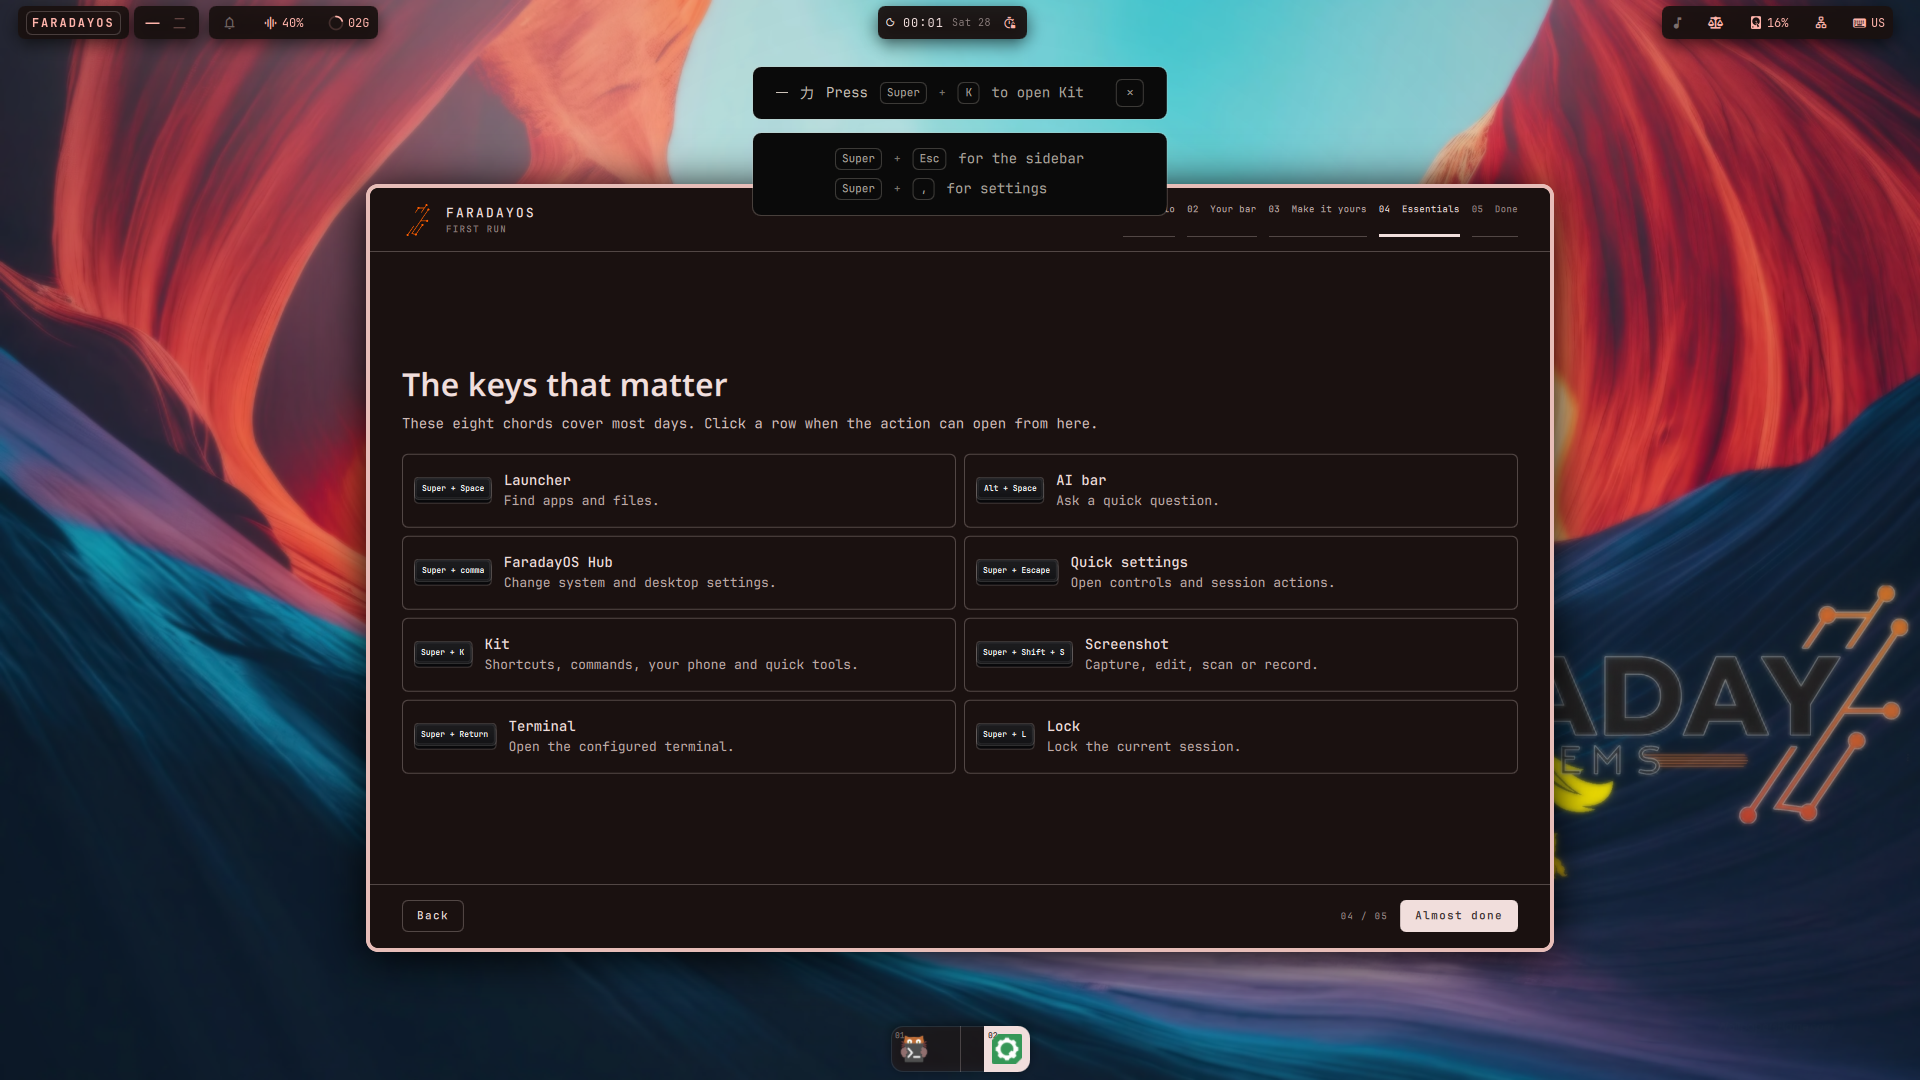 FARADAYOS
一 二
40%
02G
00:01 Sat 28
16%
US
一 力 Press Super + K to open Kit ×
Super + Esc for the sidebar
Super + , for settings
FARADAYOS
FIRST RUN
02 Your bar 03 Make it yours 04 Essentials 05 Done
The keys that matter
These eight chords cover most days. Click a row when the action can open from here.
Super + Space Launcher
Find apps and files.
Alt + Space AI bar
Ask a quick question.
Super + comma FaradayOS Hub
Change system and desktop settings.
Super + Escape Quick settings
Open controls and session actions.
Super + K Kit
Shortcuts, commands, your phone and quick tools.
Super + Shift + S Screenshot
Capture, edit, scan or record.
Super + Return Terminal
Open the configured terminal.
Super + L Lock
Lock the current session.
ADAY
EMS
Back
04 / 05
Almost done
01
02